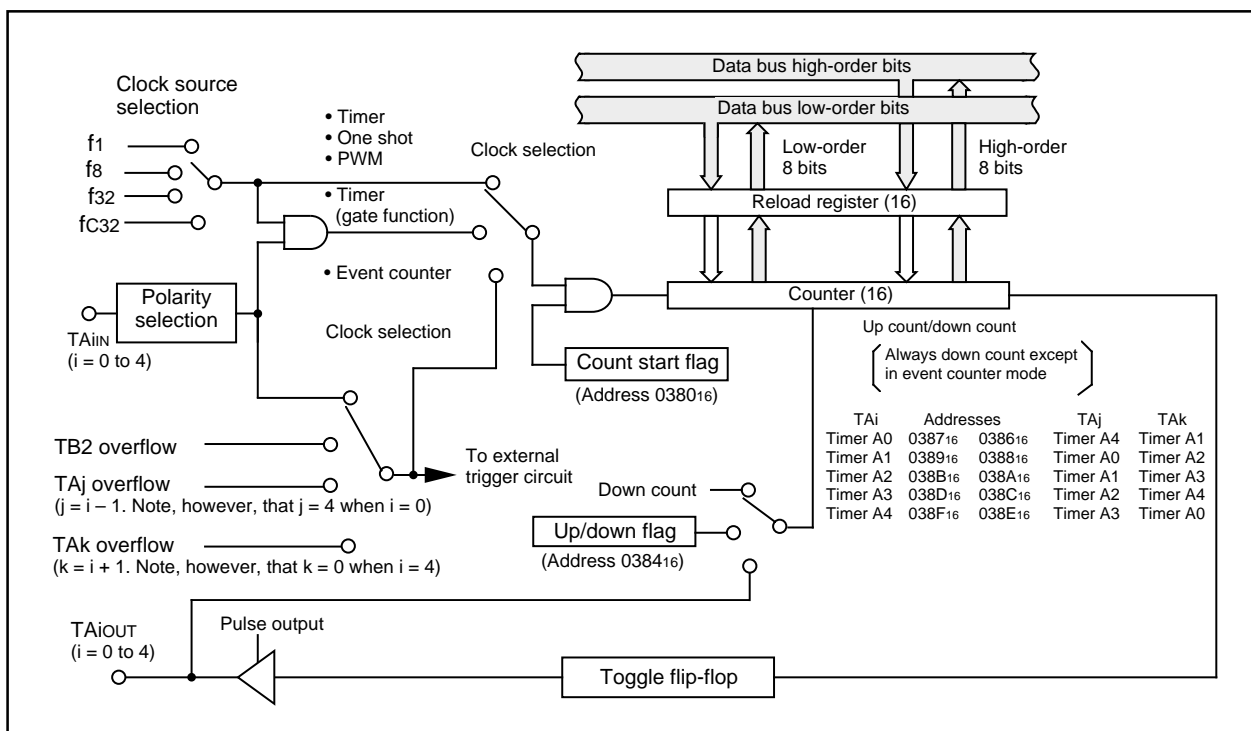 Clock source
selection
f1
f8
f32
fC32
• Timer
• One shot
• PWM
• Timer
(gate function)
• Event counter
Clock selection
Clock selection
Data bus high-order bits
Data bus low-order bits
Low-order
8 bits
High-order
8 bits
Reload register (16)
Counter (16)
Polarity
selection
TAiIN
(i = 0 to 4)
Count start flag
(Address 038016)
Up count/down count
Always down count except
in event counter mode
TAi Addresses TAj TAk
Timer A0 038716 038616 Timer A4 Timer A1
Timer A1 038916 038816 Timer A0 Timer A2
Timer A2 038B16 038A16 Timer A1 Timer A3
Timer A3 038D16 038C16 Timer A2 Timer A4
Timer A4 038F16 038E16 Timer A3 Timer A0
TB2 overflow
TAj overflow
(j = i – 1. Note, however, that j = 4 when i = 0)
TAk overflow
(k = i + 1. Note, however, that k = 0 when i = 4)
To external
trigger circuit
Down count
Up/down flag
(Address 038416)
TAiOUT
(i = 0 to 4)
Pulse output
Toggle flip-flop